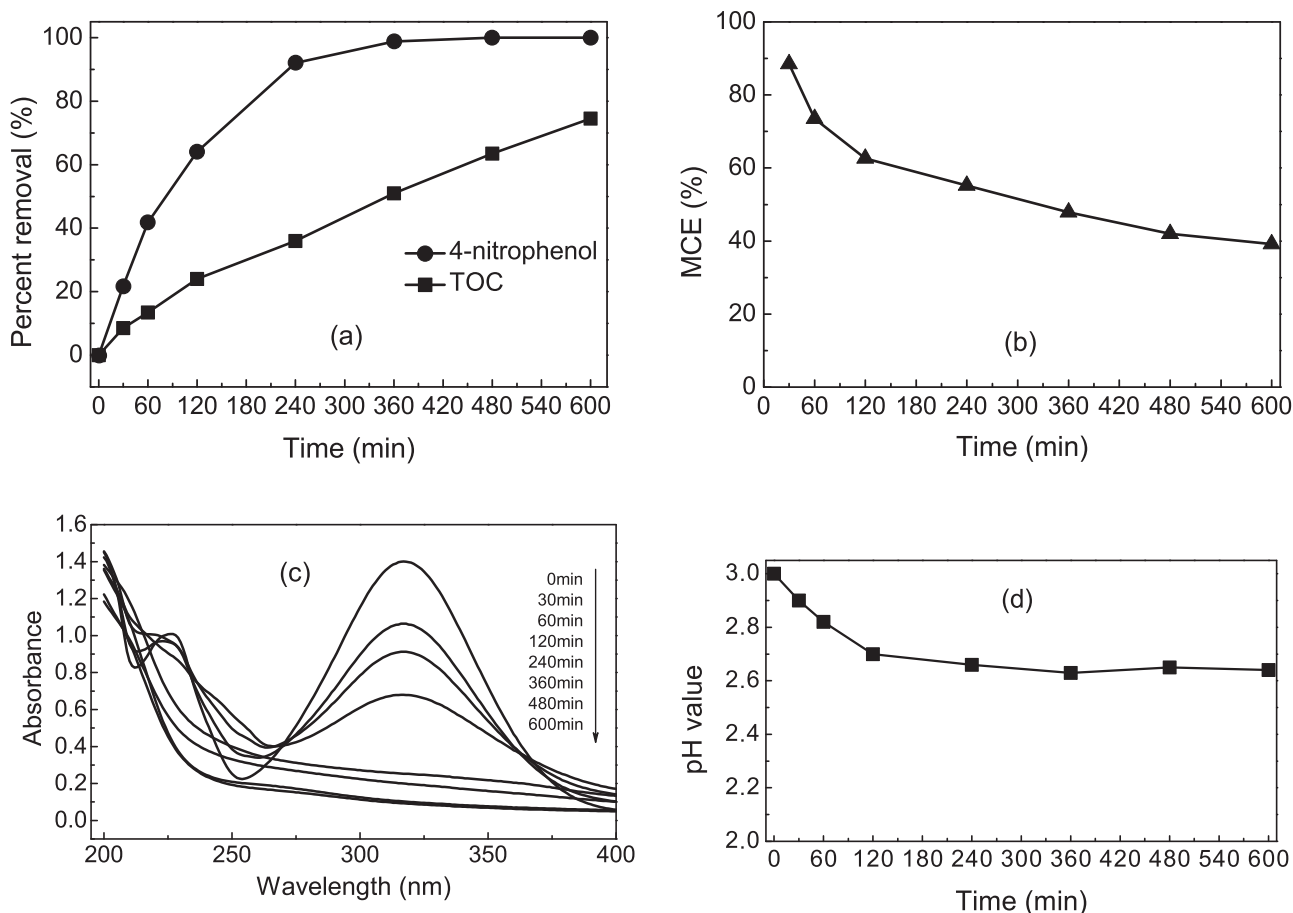 100
80
60
40
20
0
Percent removal (%)
4-nitrophenol
TOC
(a)
0 60 120 180 240 300 360 420 480 540 600
Time (min)
100
80
60
40
20
0
MCE (%)
(b)
0 60 120 180 240 300 360 420 480 540 600
Time (min)
1.6
1.4
1.2
1.0
0.8
0.6
0.4
0.2
0.0
Absorbance
(c)
0min
30min
60min
120min
240min
360min
480min
600min
200 250 300 350 400
Wavelength (nm)
3.0
2.8
2.6
2.4
2.2
2.0
pH value
(d)
0 60 120 180 240 300 360 420 480 540 600
Time (min)